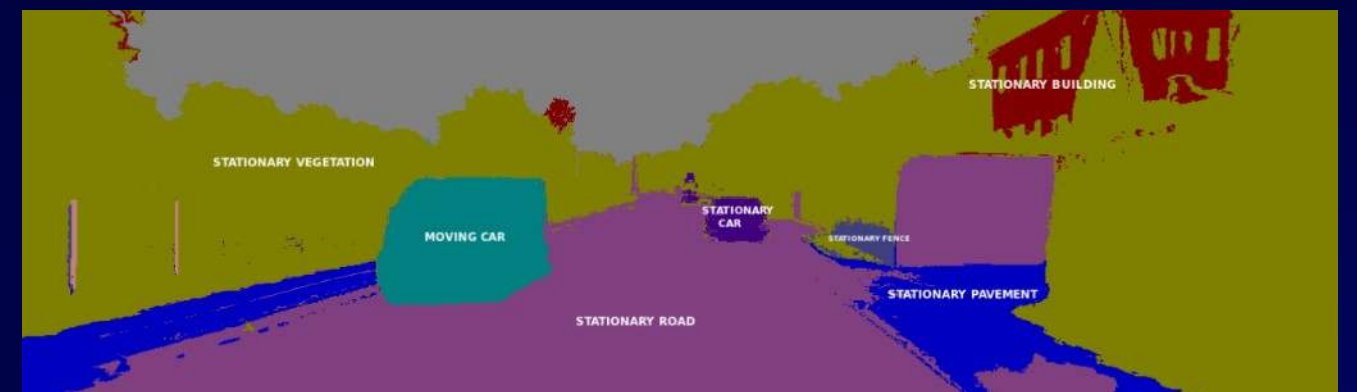 STATIONARY BUILDING
STATIONARY VEGETATION
STATIONARY
CAR
MOVING CAR
STATIONARY FENCE
STATIONARY PAVEMENT
STATIONARY ROAD